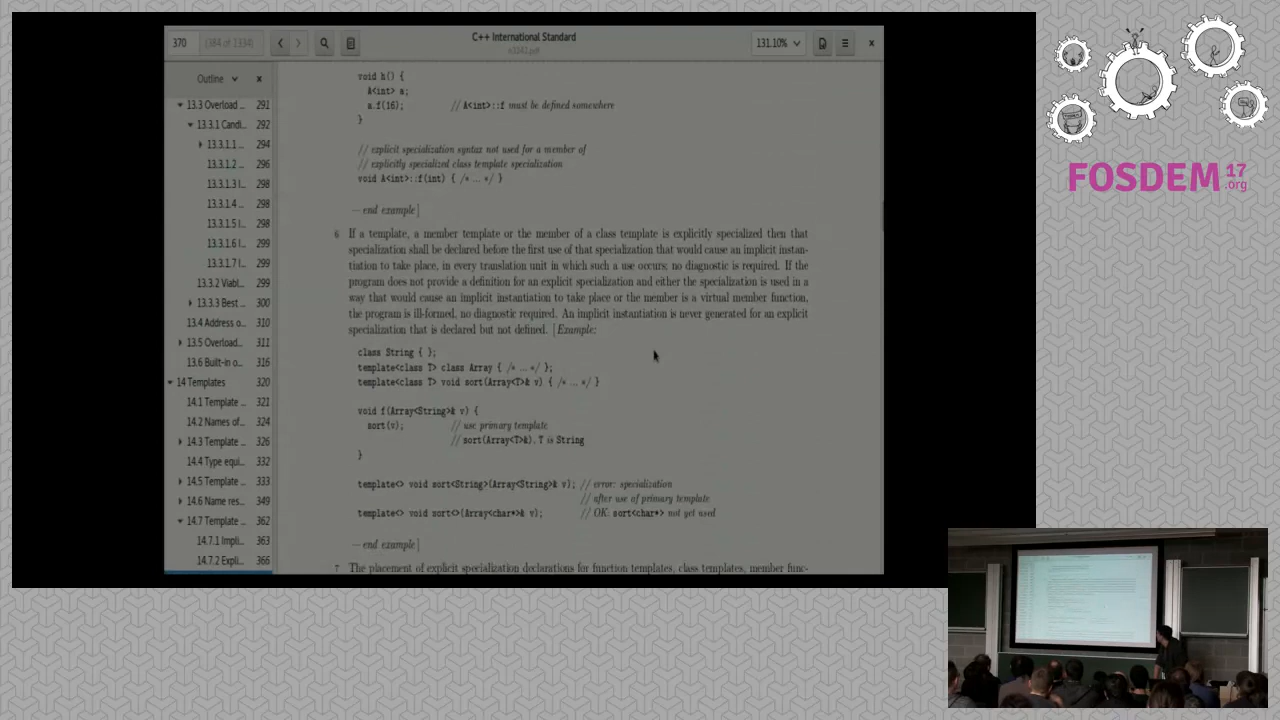 370 (384 of 1334)
C++ International Standard
n3242.pdf
131.10%
Outline
13.3 Overload ... 291
13.3.1 Candi... 292
13.3.1.1 ... 294
13.3.1.2 ... 296
13.3.1.3 I... 298
13.3.1.4 ... 298
13.3.1.5 I... 298
13.3.1.6 I... 299
13.3.1.7 I... 299
13.3.2 Viabl... 299
13.3.3 Best ... 300
13.4 Address o... 310
13.5 Overload... 311
13.6 Built-in o... 316
14 Templates 320
14.1 Template ... 321
14.2 Names of... 324
14.3 Template ... 326
14.4 Type equi... 332
14.5 Template ... 333
14.6 Name res... 349
14.7 Template ... 362
14.7.1 Impli... 363
14.7.2 Expli... 366
void h() {
A<int> a;
a.f(16); // A<int>::f must be defined somewhere
}
// explicit specialization syntax not used for a member of
// explicitly specialized class template specialization
void A<int>::f(int) { /* ... */ }
— end example ]
6 If a template, a member template or the member of a class template is explicitly specialized then that
specialization shall be declared before the first use of that specialization that would cause an implicit instan-
tiation to take place, in every translation unit in which such a use occurs; no diagnostic is required. If the
program does not provide a definition for an explicit specialization and either the specialization is used in a
way that would cause an implicit instantiation to take place or the member is a virtual member function,
the program is ill-formed, no diagnostic required. An implicit instantiation is never generated for an explicit
specialization that is declared but not defined. [ Example:
class String { };
template<class T> class Array { /* ... */ };
template<class T> void sort(Array<T>& v) { /* ... */ }
void f(Array<String>& v) {
sort(v); // use primary template
// sort(Array<T>&), T is String
}
template<> void sort<String>(Array<String>& v); // error: specialization
// after use of primary template
template<> void sort<>(Array<char*>& v); // OK: sort<char*> not yet used
— end example ]
7 The placement of explicit specialization declarations for function templates, class templates, member func-
FOSDEM 17
.org